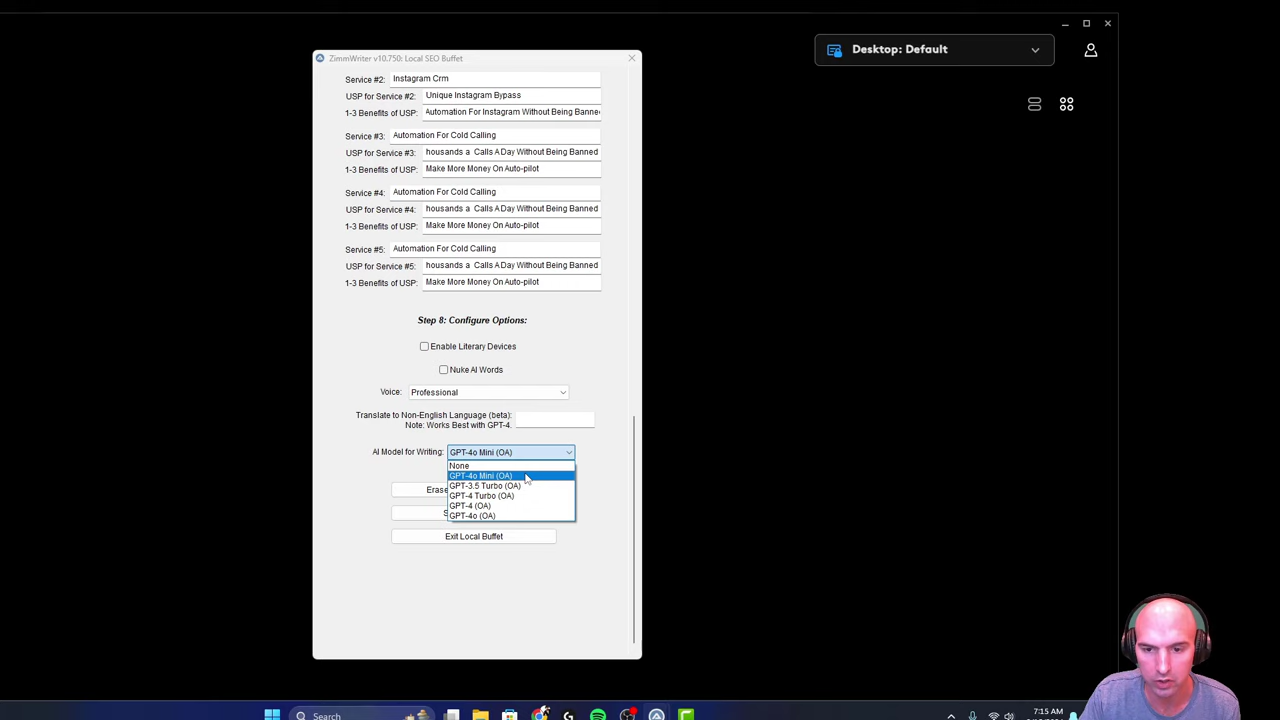 Desktop: Default
ZimmWriter v10.750: Local SEO Buffet
Service #2: Instagram Crm
USP for Service #2: Unique Instagram Bypass
1-3 Benefits of USP: Automation For Instagram Without Being Banne
Service #3: Automation For Cold Calling
USP for Service #3: housands a Calls A Day Without Being Banned
1-3 Benefits of USP: Make More Money On Auto-pilot
Service #4: Automation For Cold Calling
USP for Service #4: housands a Calls A Day Without Being Banned
1-3 Benefits of USP: Make More Money On Auto-pilot
Service #5: Automation For Cold Calling
USP for Service #5: housands a Calls A Day Without Being Banned
1-3 Benefits of USP: Make More Money On Auto-pilot
Step 8: Configure Options:
Enable Literary Devices
Nuke AI Words
Voice: Professional
Translate to Non-English Language (beta):
Note: Works Best with GPT-4.
AI Model for Writing: GPT-4o Mini (OA)
None
GPT-4o Mini (OA)
GPT-3.5 Turbo (OA)
Erase
GPT-4 Turbo (OA)
GPT-4 (OA)
S
GPT-4o (OA)
Exit Local Buffet
Search
7:15 AM